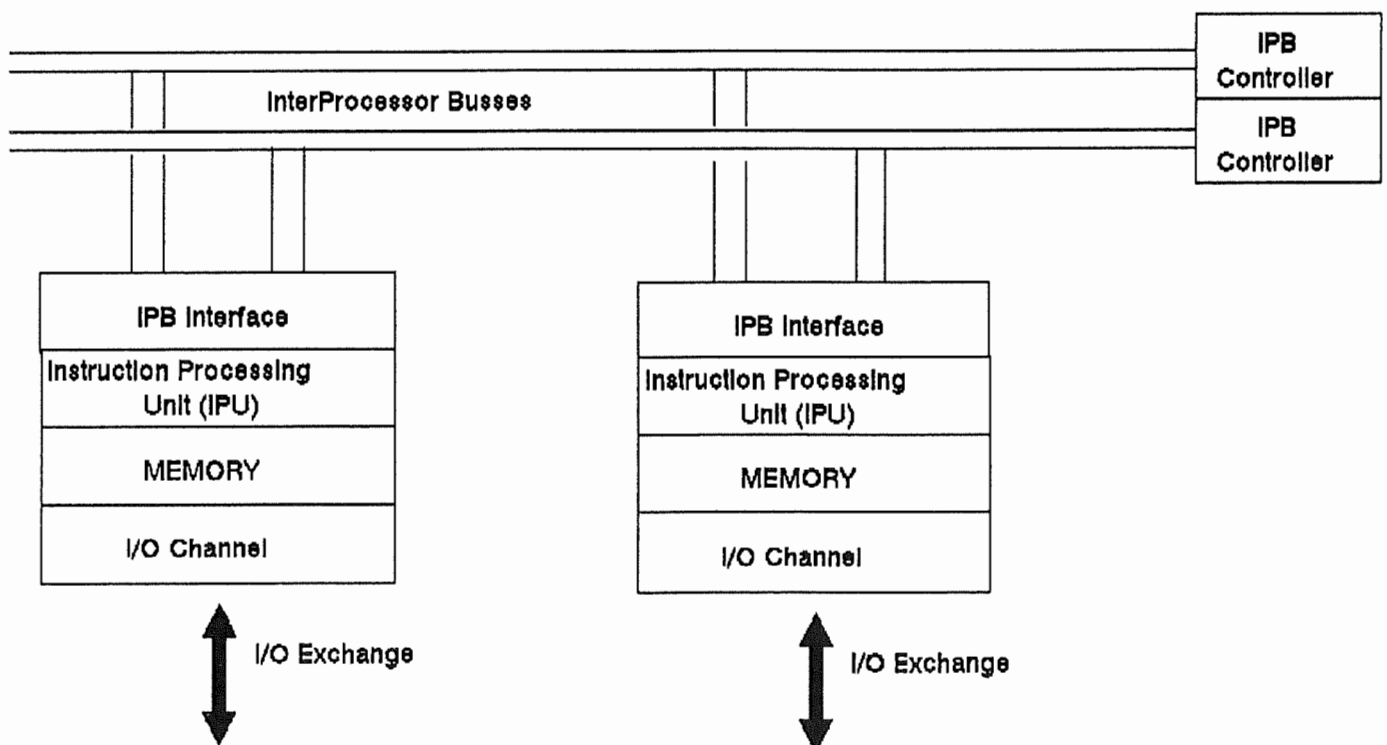 IPB
Controller
InterProcessor Busses
IPB
Controller
IPB Interface
Instruction Processing
Unit (IPU)
MEMORY
I/O Channel
I/O Exchange
IPB Interface
Instruction Processing
Unit (IPU)
MEMORY
I/O Channel
I/O Exchange